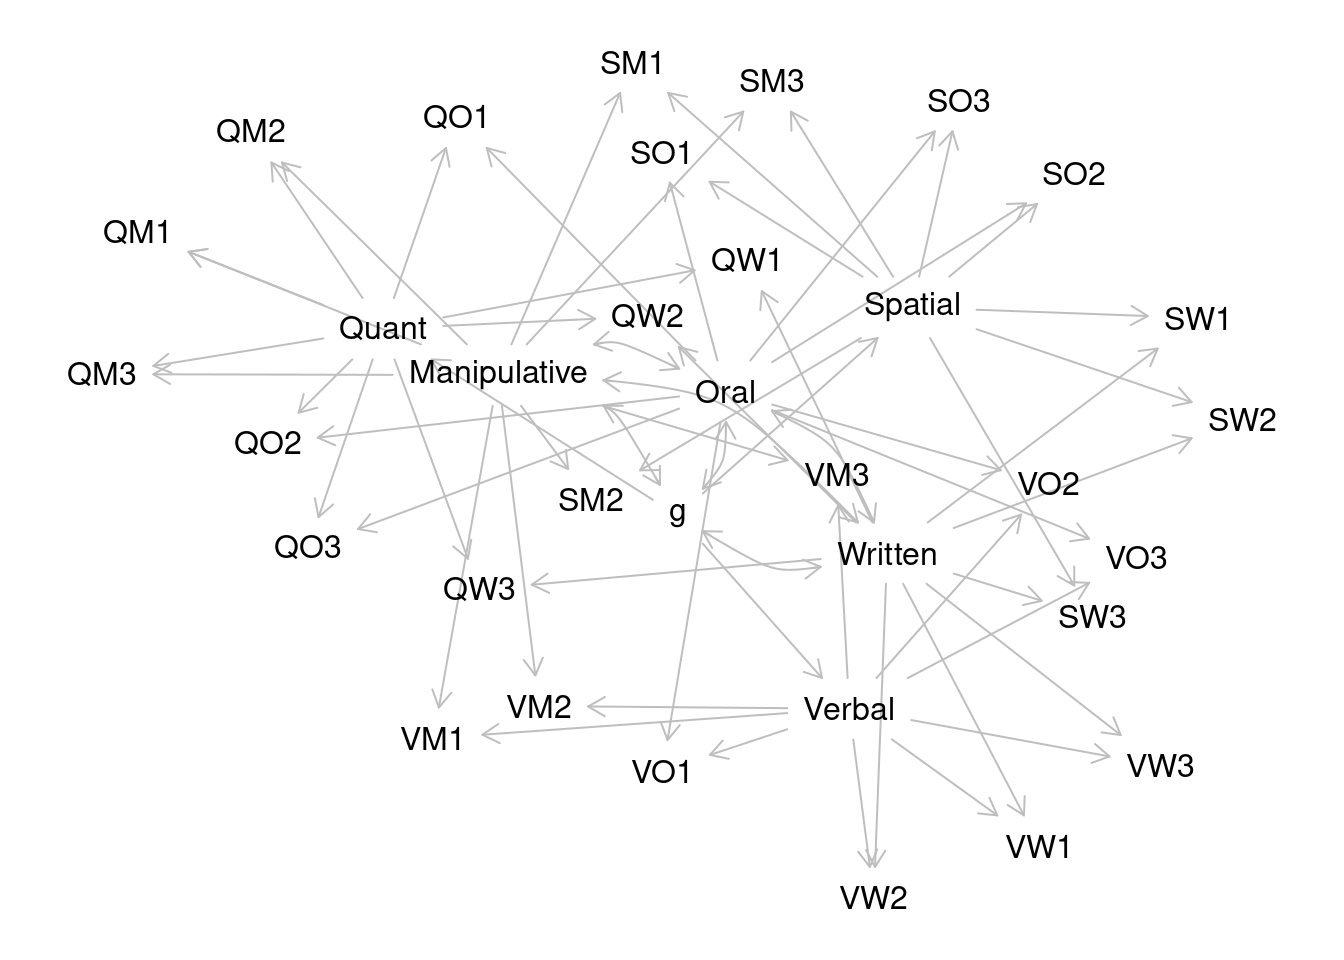 SM1
SM3
SO3
QO1
QM2
SO1
SO2
QM1
QW1
Spatial
QW2
SW1
Quant
Manipulative
QM3
Oral
SW2
QO2
VM3
VO2
SM2
g
QO3
Written
VO3
QW3
SW3
VM2
Verbal
VM1
VO1
VW3
VW1
VW2